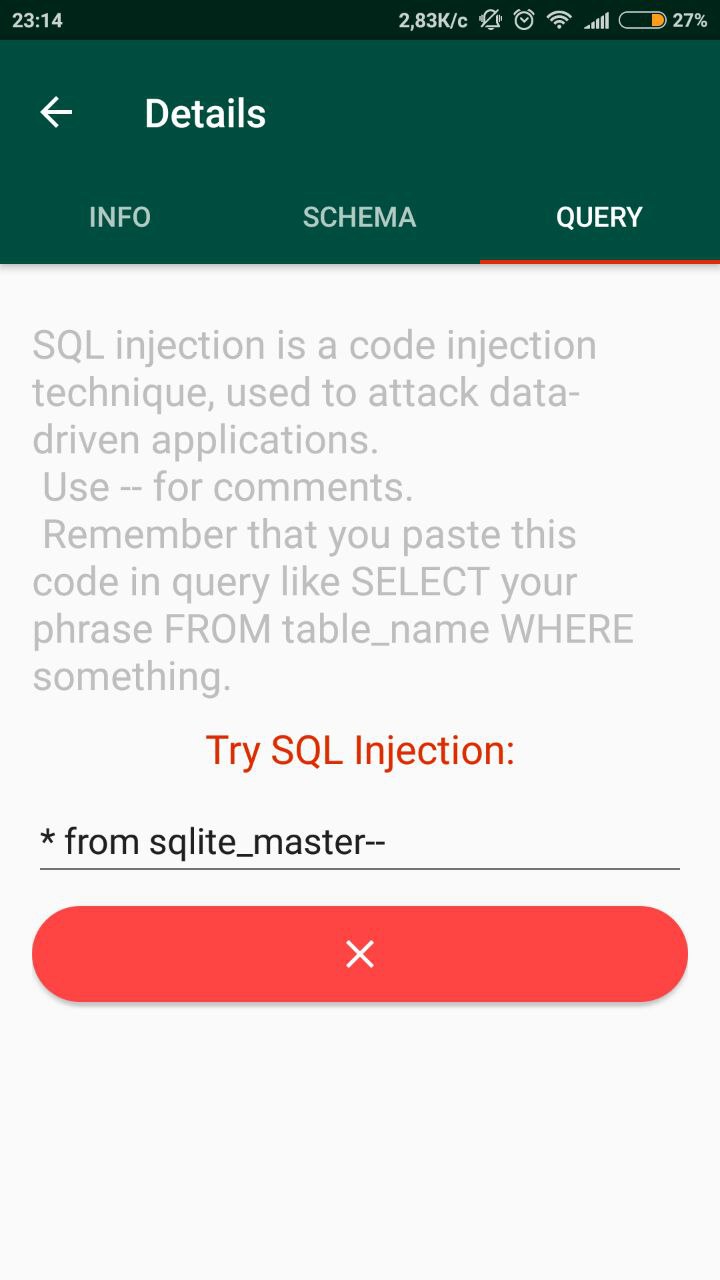 23:14 2,83K/c 27%
Details
INFO SCHEMA QUERY
SQL injection is a code injection
technique, used to attack data-
driven applications.
Use -- for comments.
Remember that you paste this
code in query like SELECT your
phrase FROM table_name WHERE
something.
Try SQL Injection:
* from sqlite_master--